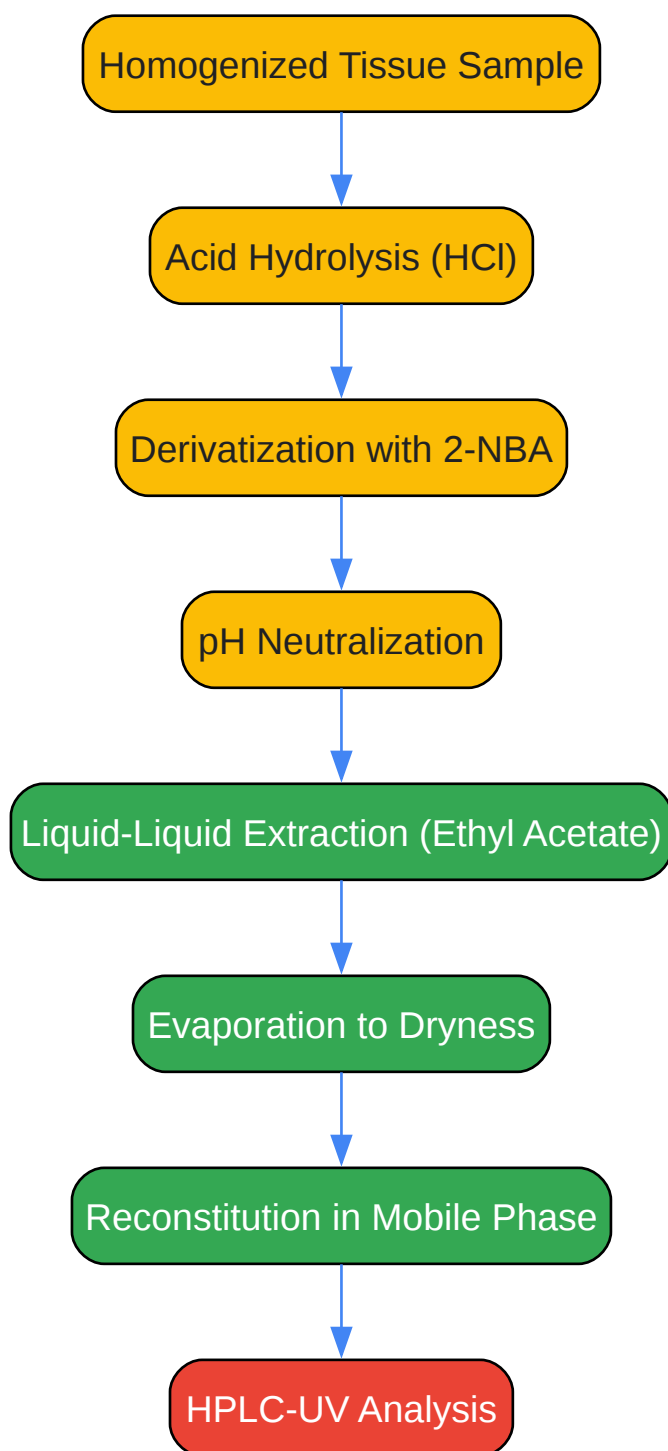 Homogenized Tissue Sample
Acid Hydrolysis (HCl)
Derivatization with 2-NBA
pH Neutralization
Liquid-Liquid Extraction (Ethyl Acetate)
Evaporation to Dryness
Reconstitution in Mobile Phase
HPLC-UV Analysis